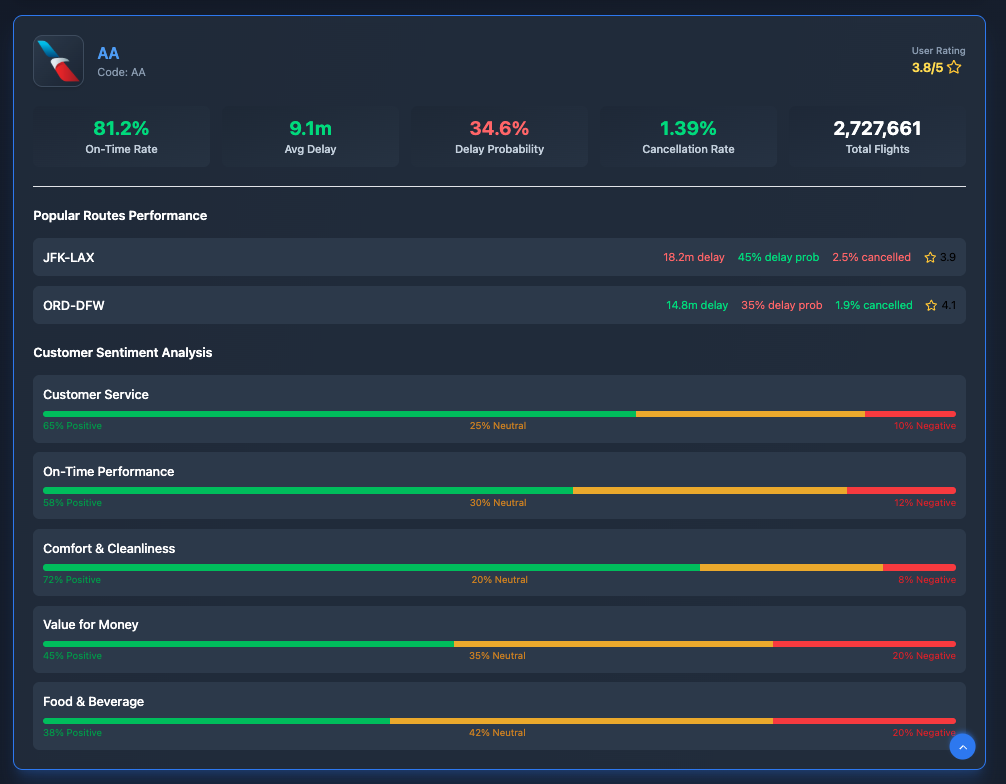 AA
Code: AA
User Rating
3.8/5
81.2%
On-Time Rate
9.1m
Avg Delay
34.6%
Delay Probability
1.39%
Cancellation Rate
2,727,661
Total Flights
Popular Routes Performance
JFK-LAX 18.2m delay 45% delay prob 2.5% cancelled 3.9
ORD-DFW 14.8m delay 35% delay prob 1.9% cancelled 4.1
Customer Sentiment Analysis
Customer Service
65% Positive 25% Neutral 10% Negative
On-Time Performance
58% Positive 30% Neutral 12% Negative
Comfort & Cleanliness
72% Positive 20% Neutral 8% Negative
Value for Money
45% Positive 35% Neutral 20% Negative
Food & Beverage
38% Positive 42% Neutral 20% Negative